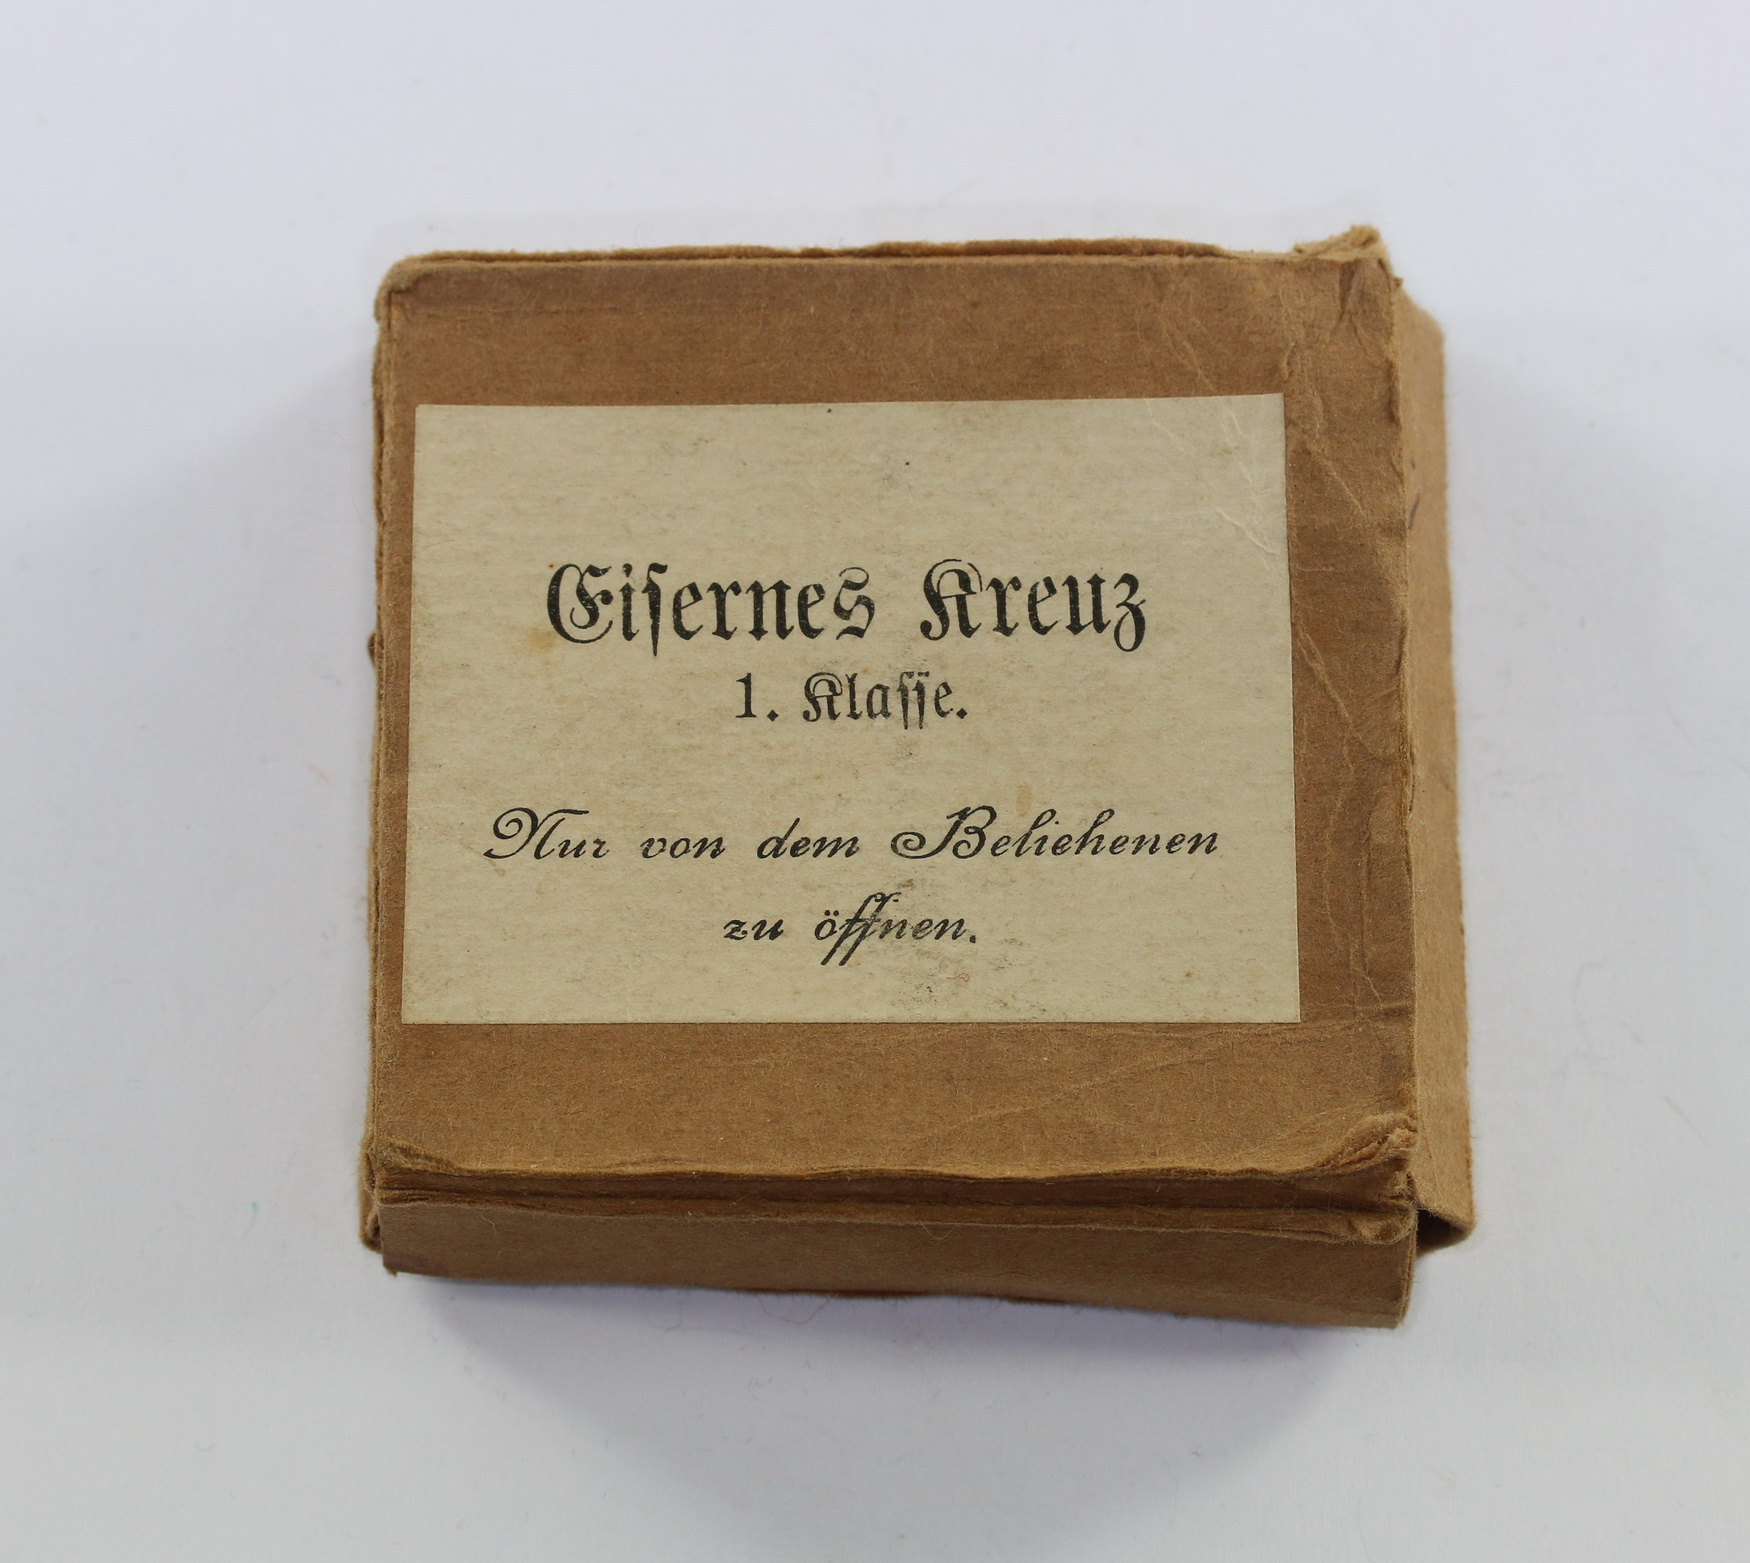 Eiſernes Kreuz
1. Klaſſe.
Nur von dem Beliehenen
zu öffnen.